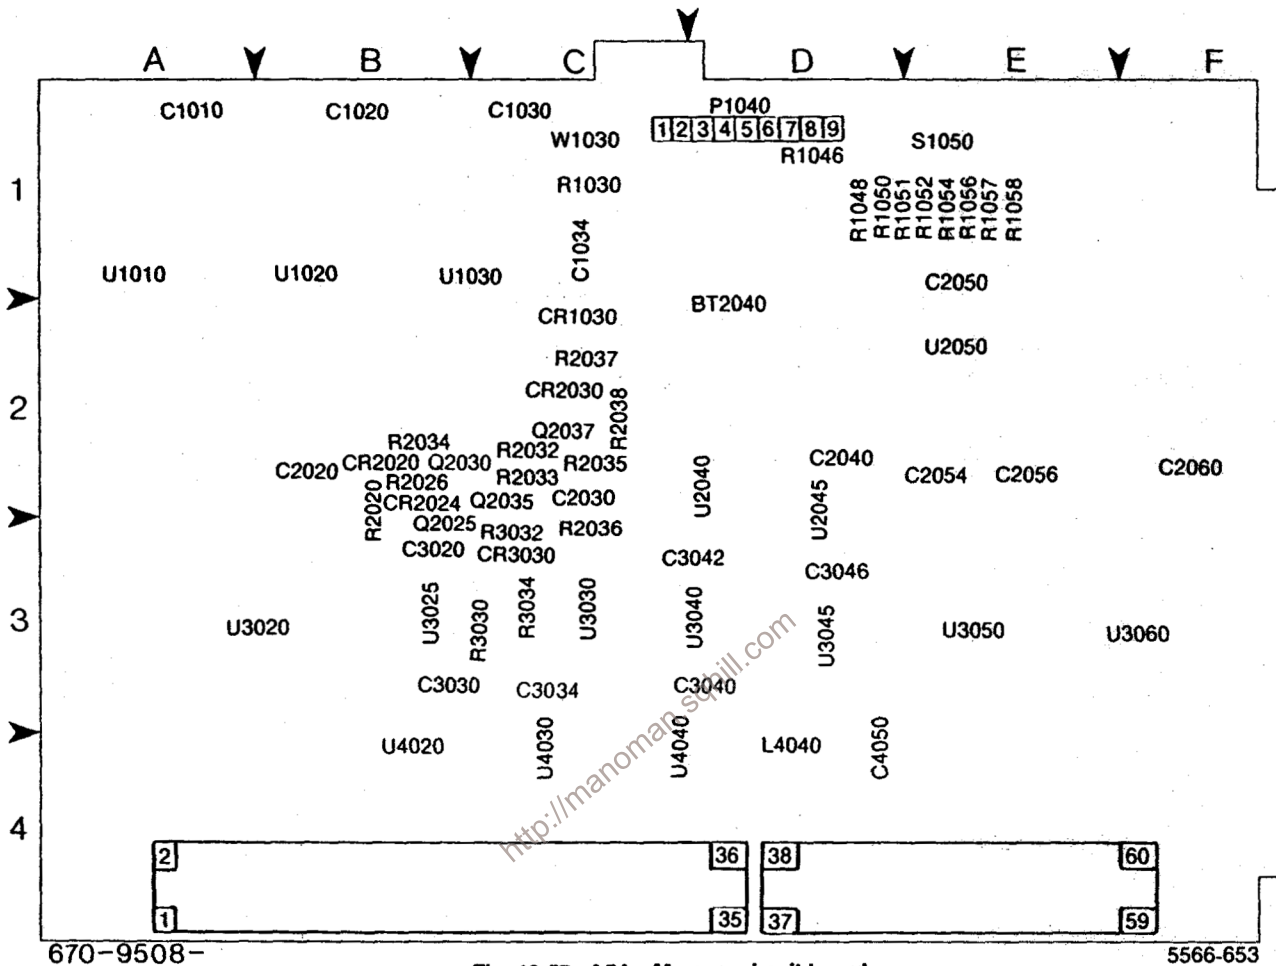 A B C D E F
C1010 C1020 C1030 P1040
1 2 3 4 5 6 7 8 9
W1030 S1050
R1046
1 R1030
R1048 R1050 R1051 R1052 R1054 R1056 R1057 R1058
C1034
U1010 U1020 U1030 C2050
BT2040
CR1030
U2050
R2037
CR2030
2 R2038
Q2037
R2034 R2032
CR2020 Q2030 R2035 C2040
C2020 R2026 R2033 U2040 C2054 C2056 C2060
R2020 CR2024 Q2035 C2030 U2045
Q2025 R3032 R2036
C3020 CR3030 C3042
C3046
3 U3020 U3025 R3030 R3034 U3030 U3040 U3045 U3050 U3060
C3030 C3034 C3040
U4020 U4030 U4040 L4040 C4050
http://manoman.sqhill.com
4
2 36 38 60
1 35 37 59
670-9508- 5566-653